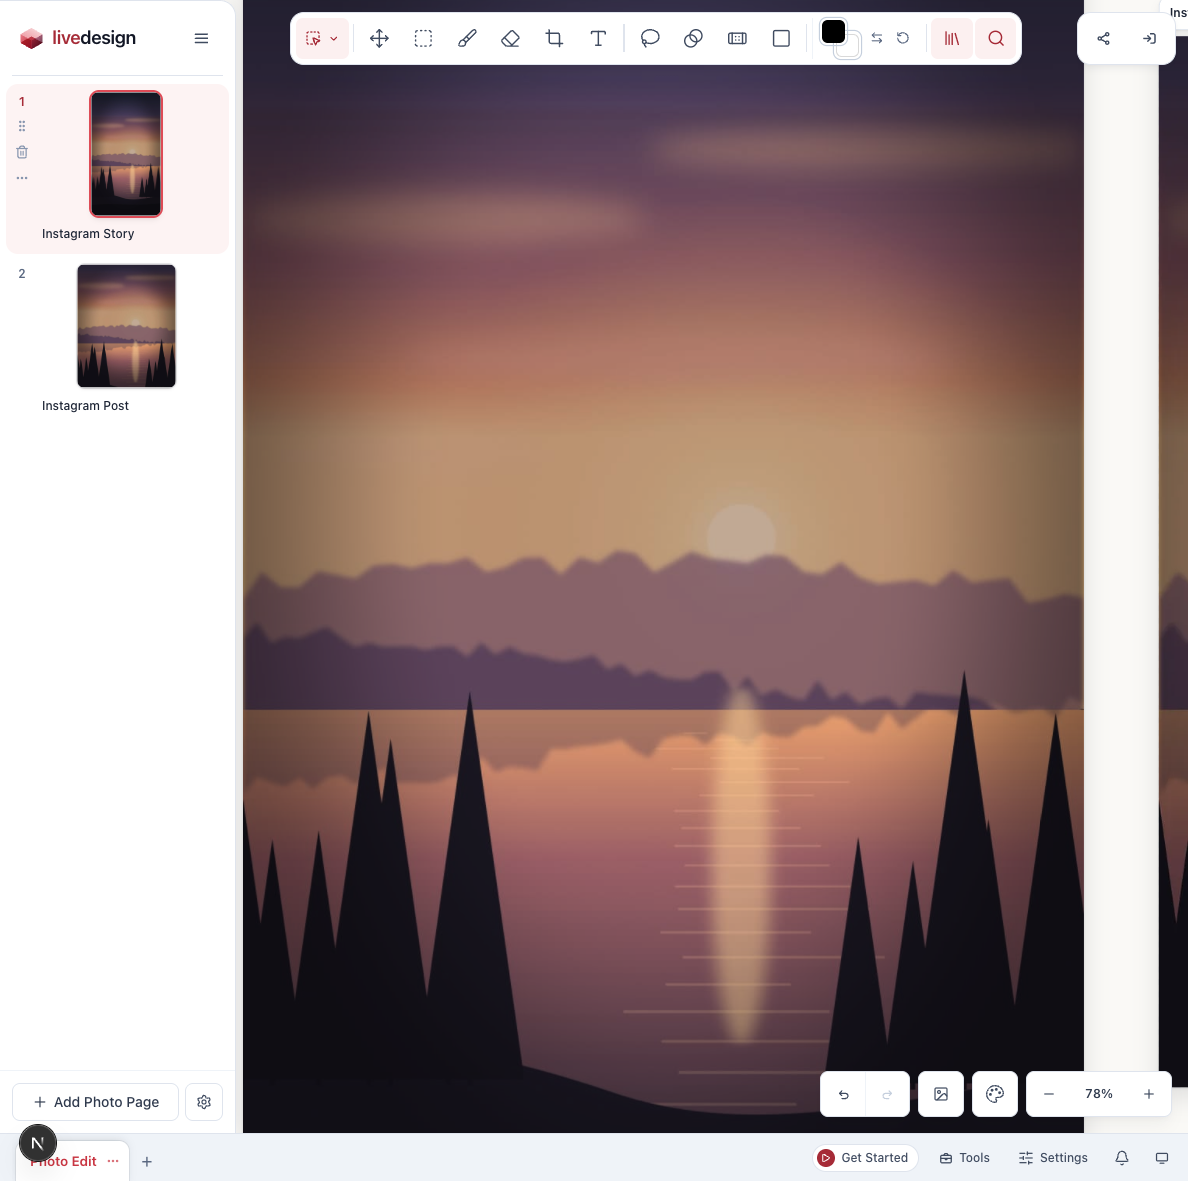 livedesign
Ins
1
Instagram Story
2
Instagram Post
Add Photo Page
78%
N
Photo Edit
Get Started
Tools
Settings